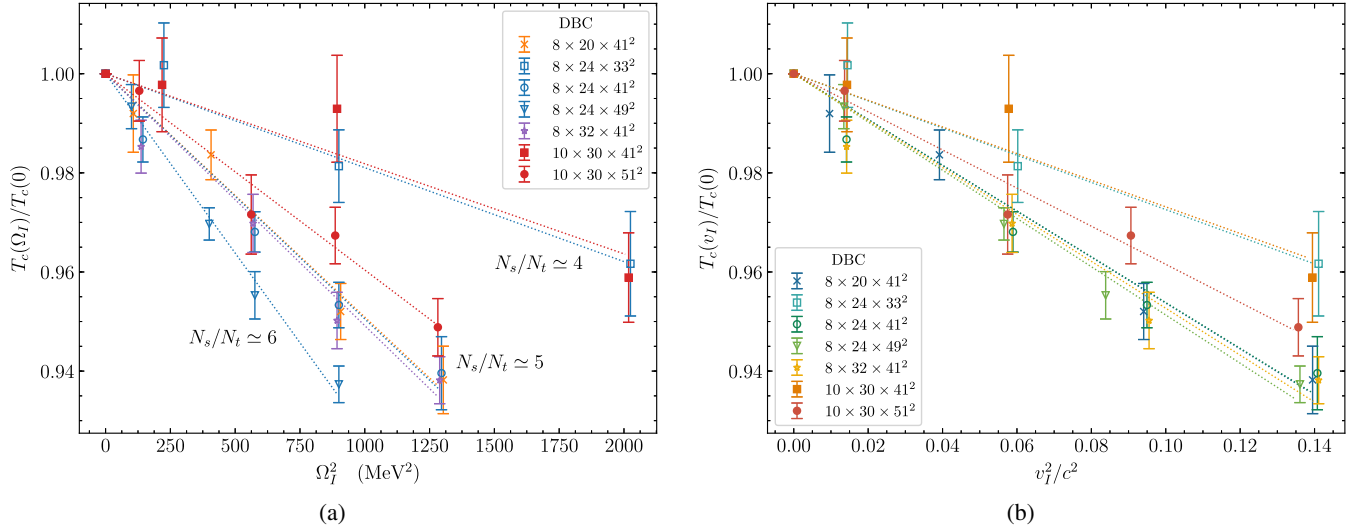 DBC
8 × 20 × 41²
8 × 24 × 33²
8 × 24 × 41²
8 × 24 × 49²
8 × 32 × 41²
10 × 30 × 41²
10 × 30 × 51²
1.00
0.98
0.96
0.94
T_c(Ω_I)/T_c(0)
N_s/N_t ≃ 4
N_s/N_t ≃ 6
N_s/N_t ≃ 5
0 250 500 750 1000 1250 1500 1750 2000
Ω_I² (MeV²)
(a)
1.00
0.98
0.96
0.94
T_c(v_I)/T_c(0)
DBC
8 × 20 × 41²
8 × 24 × 33²
8 × 24 × 41²
8 × 24 × 49²
8 × 32 × 41²
10 × 30 × 41²
10 × 30 × 51²
0.00 0.02 0.04 0.06 0.08 0.10 0.12 0.14
v_I²/c²
(b)